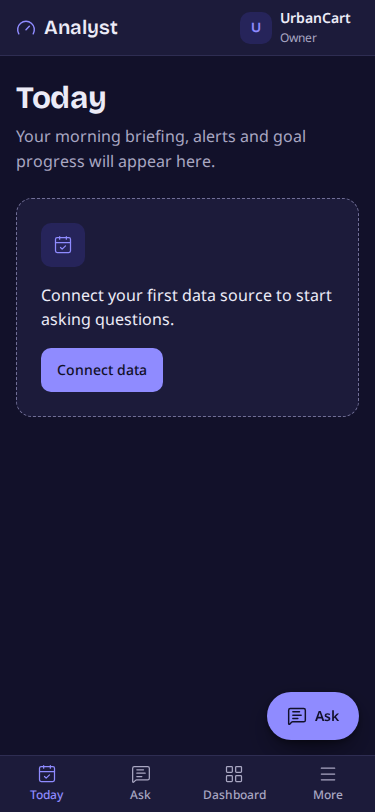 Analyst
U
UrbanCart
Owner
Today
Your morning briefing, alerts and goal
progress will appear here.
Connect your first data source to start
asking questions.
Connect data
Ask
Today
Ask
Dashboard
More